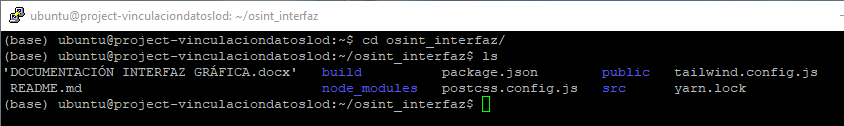 ubuntu@project-vinculaciondatoslod: ~/osint_interfaz
(base) ubuntu@project-vinculaciondatoslod:~$ cd osint_interfaz/
(base) ubuntu@project-vinculaciondatoslod:~/osint_interfaz$ ls
'DOCUMENTACIÓN INTERFAZ GRÁFICA.docx'   build          package.json        public   tailwind.config.js
 README.md                              node_modules   postcss.config.js   src      yarn.lock
(base) ubuntu@project-vinculaciondatoslod:~/osint_interfaz$